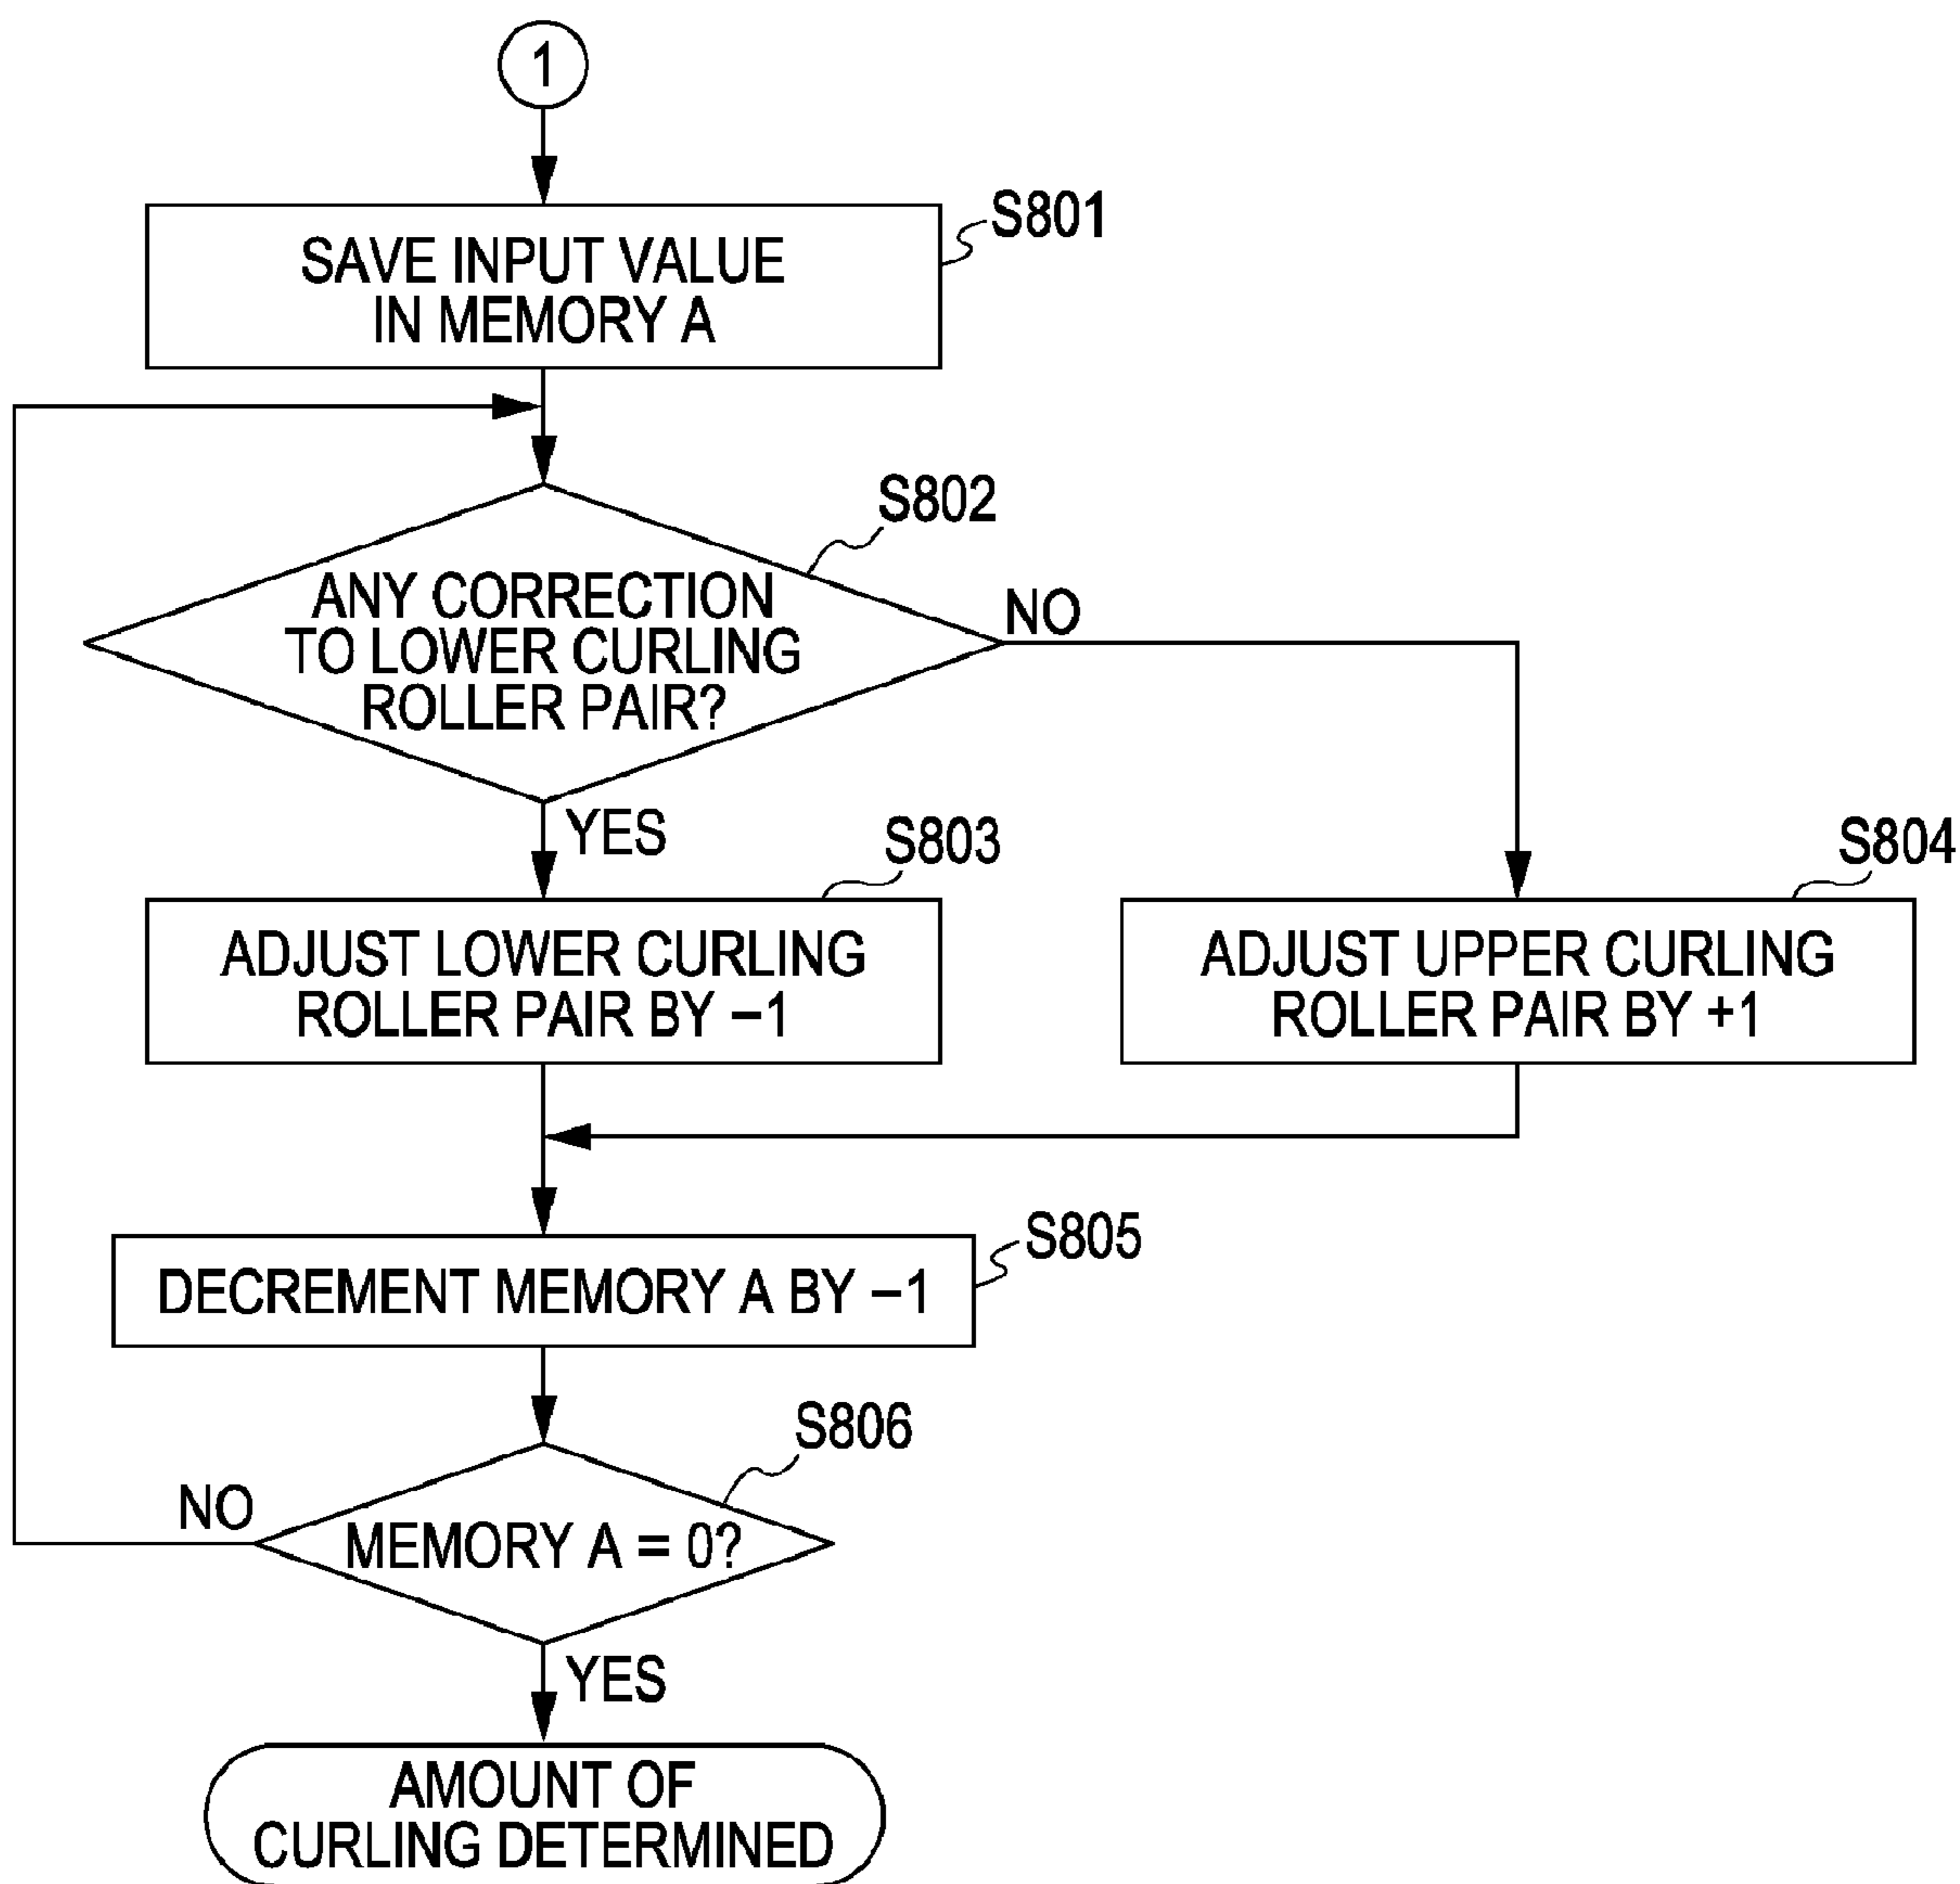 1
S801
SAVE INPUT VALUE
IN MEMORY A
S802
ANY CORRECTION
TO LOWER CURLING
ROLLER PAIR?
NO
YES
S803
S804
ADJUST LOWER CURLING
ROLLER PAIR BY –1
ADJUST UPPER CURLING
ROLLER PAIR BY +1
S805
DECREMENT MEMORY A BY –1
S806
NO
MEMORY A = 0?
YES
AMOUNT OF
CURLING DETERMINED